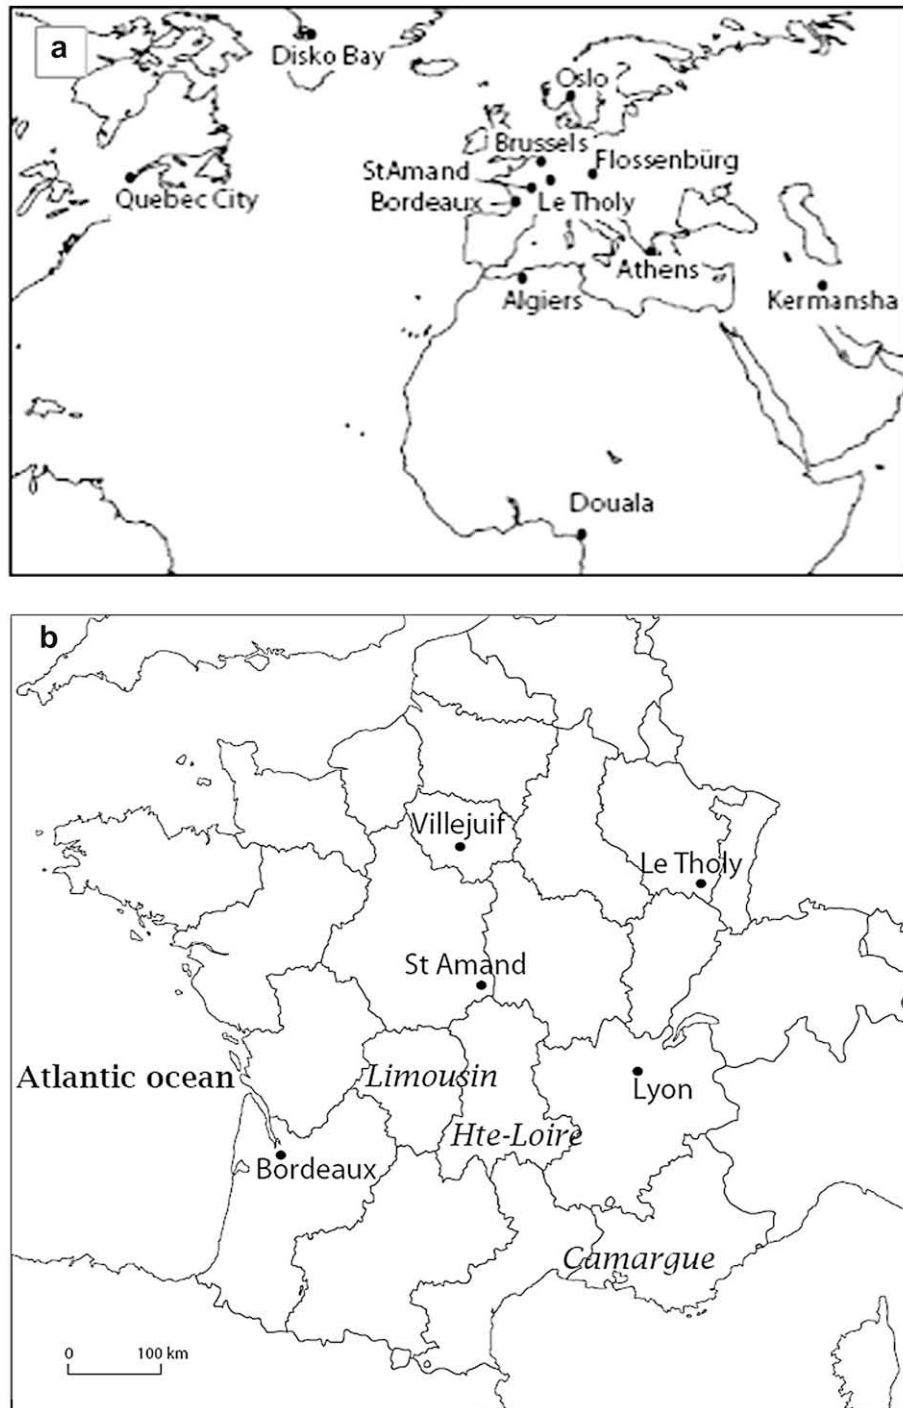 a
Disko Bay
Oslo
Brussels
Flossenbürg
StAmand
Quebec City
Bordeaux
Le Tholy
Athens
Algiers
Kermansha
Douala
b
Villejuif
Le Tholy
St Amand
Atlantic ocean
Limousin
Lyon
Hte-Loire
Bordeaux
Camargue
0 100 km